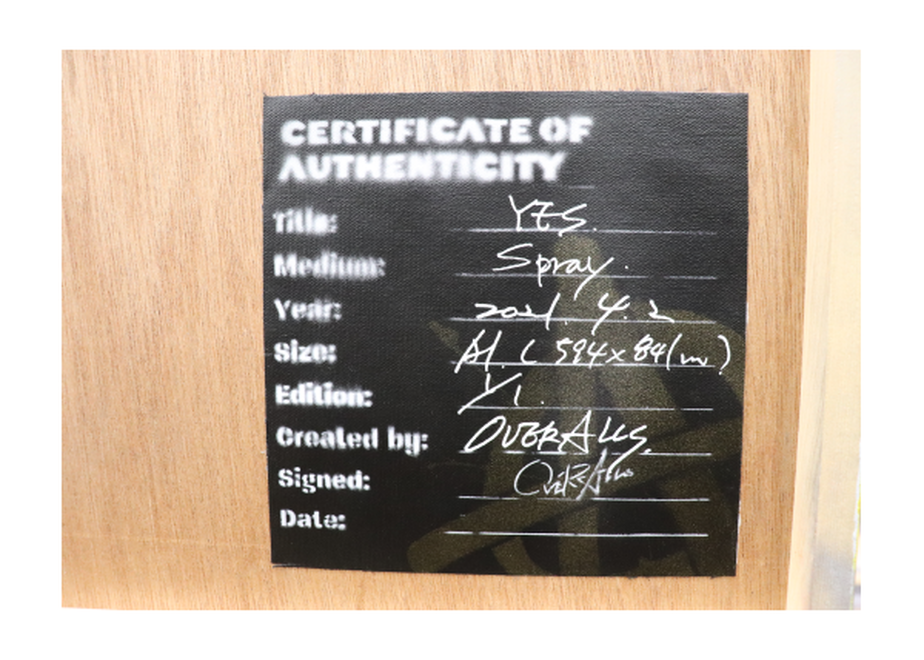 CERTIFICATE OF
AUTHENTICITY
Title: YES.
Medium: Spray.
Year: 2021. 4. 2
Size: A1. ( 594 x 841
Edition: 1/1.
Created by: OVERALLs.
Signed:
Date: